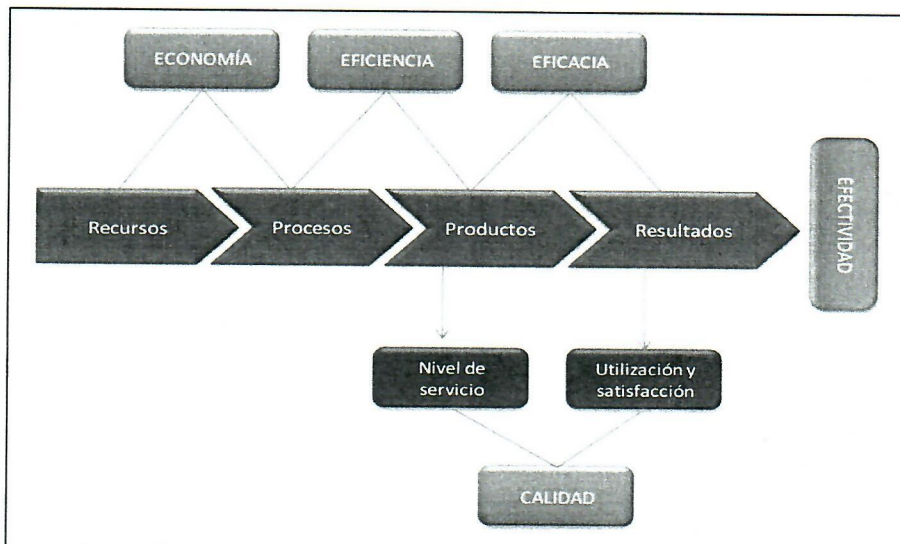 ECONOMÍA
EFICIENCIA
EFICACIA
Recursos
Procesos
Productos
Resultados
EFECTIVIDAD
Nivel de
servicio
Utilización y
satisfacción
CALIDAD